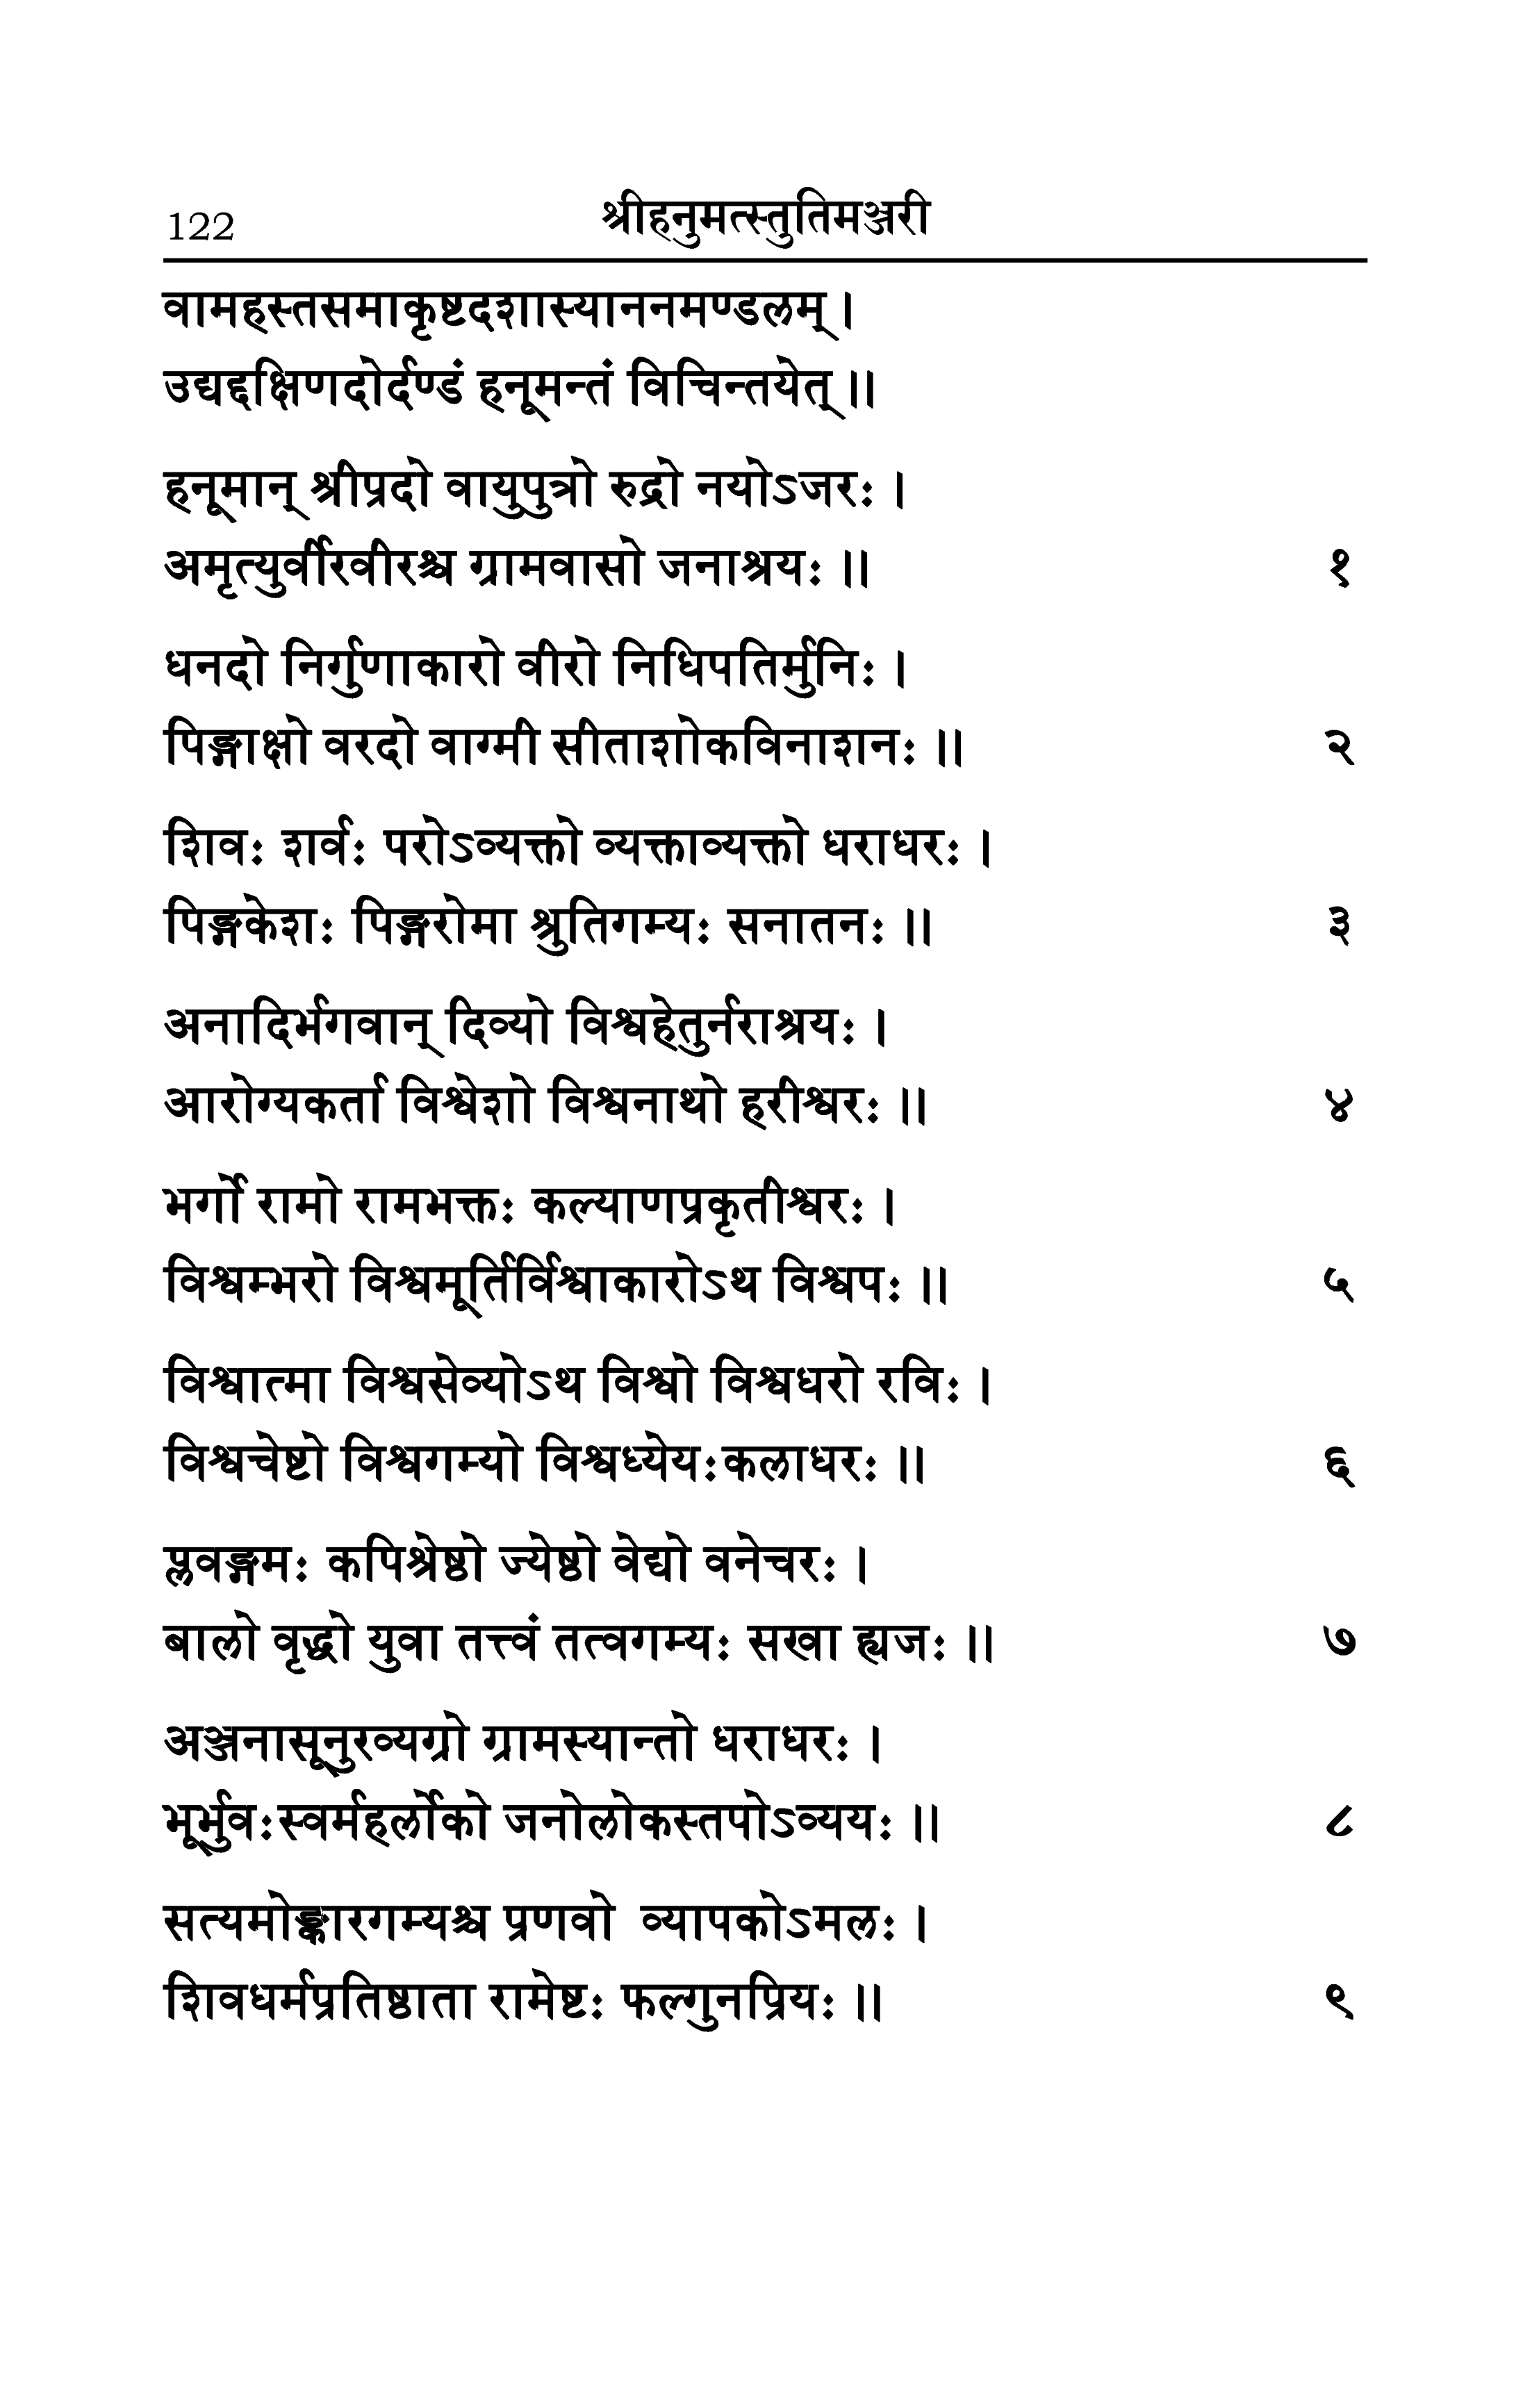 122 श्रीहनुमत्स्तुतिमञ्जरी
वामहस्तसमाकृष्टदशास्याननमण्डलम् ।
उद्यद्दक्षिणदोर्दण्डं हनूमन्तं विचिन्तयेत् ॥
हनूमान् श्रीप्रदो वायुपुत्रो रुद्रो नयोऽजरः ।
अमृत्युर्वीरवीरश्च ग्रामवासो जनाश्रयः ॥ १
धनदो निर्गुणाकारो वीरो निधिपतिर्मुनिः ।
पिङ्गाक्षो वरदो वाग्मी सीताशोकविनाशनः ॥ २
शिवः शर्वः परोऽव्यक्तो व्यक्ताव्यक्तो धराधरः ।
पिङ्गकेशः पिङ्गरोमा श्रुतिगम्यः सनातनः ॥ ३
अनादिर्भगवान् दिव्यो विश्वहेतुर्नराश्रयः ।
आरोग्यकर्ता विश्वेशो विश्वनाथो हरीश्वरः ॥ ४
भर्गो रामो रामभक्तः कल्याणप्रकृतीश्वरः ।
विश्वम्भरो विश्वमूर्तिर्विश्वाकारोऽथ विश्वपः ॥ ५
विश्वात्मा विश्वसेव्योऽथ विश्वो विश्वधरो रविः ।
विश्वचेष्टो विश्वगम्यो विश्वध्येयःकलाधरः ॥ ६
प्लवङ्गमः कपिश्रेष्ठो ज्येष्ठो वेद्यो वनेचरः ।
बालो वृद्धो युवा तत्त्वं तत्वगम्यः सखा ह्यजः ॥ ७
अञ्जनासूनुरव्यग्रो ग्रामस्यान्तो धराधरः ।
भूर्भुवःस्वर्महर्लोको जनोलोकस्तपोऽव्ययः ॥ ८
सत्यमोङ्कारगम्यश्च प्रणवो व्यापकोऽमलः ।
शिवधर्मप्रतिष्ठाता रामेष्टः फल्गुनप्रियः ॥ ९